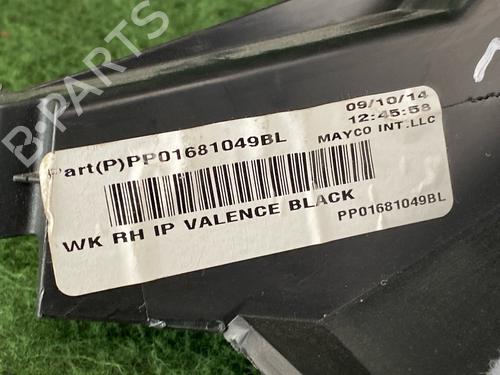 B-PARTS
09/10/14
12:45:58
MAYCO INT.LLC
Part(P)PP01681049BL
WK RH IP VALENCE BLACK
PP01681049BL